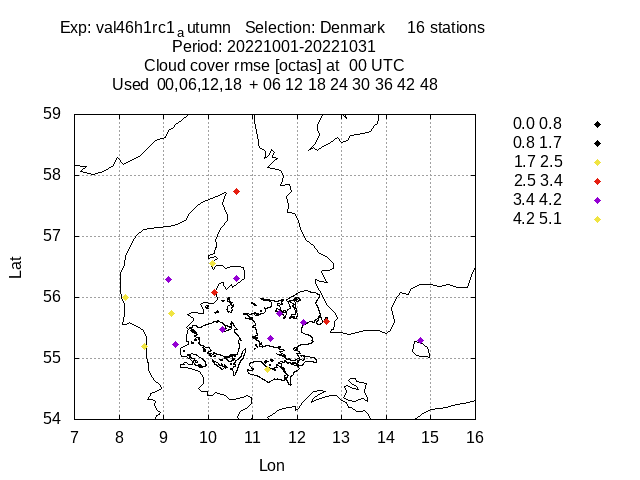 Exp: val46h1rc1_autumn Selection: Denmark 16 stations
Period: 20221001-20221031
Cloud cover rmse [octas] at 00 UTC
Used 00,06,12,18 + 06 12 18 24 30 36 42 48
59
58
57
56
55
54
Lat
7 8 9 10 11 12 13 14 15 16
Lon
0.0 0.8
0.8 1.7
1.7 2.5
2.5 3.4
3.4 4.2
4.2 5.1